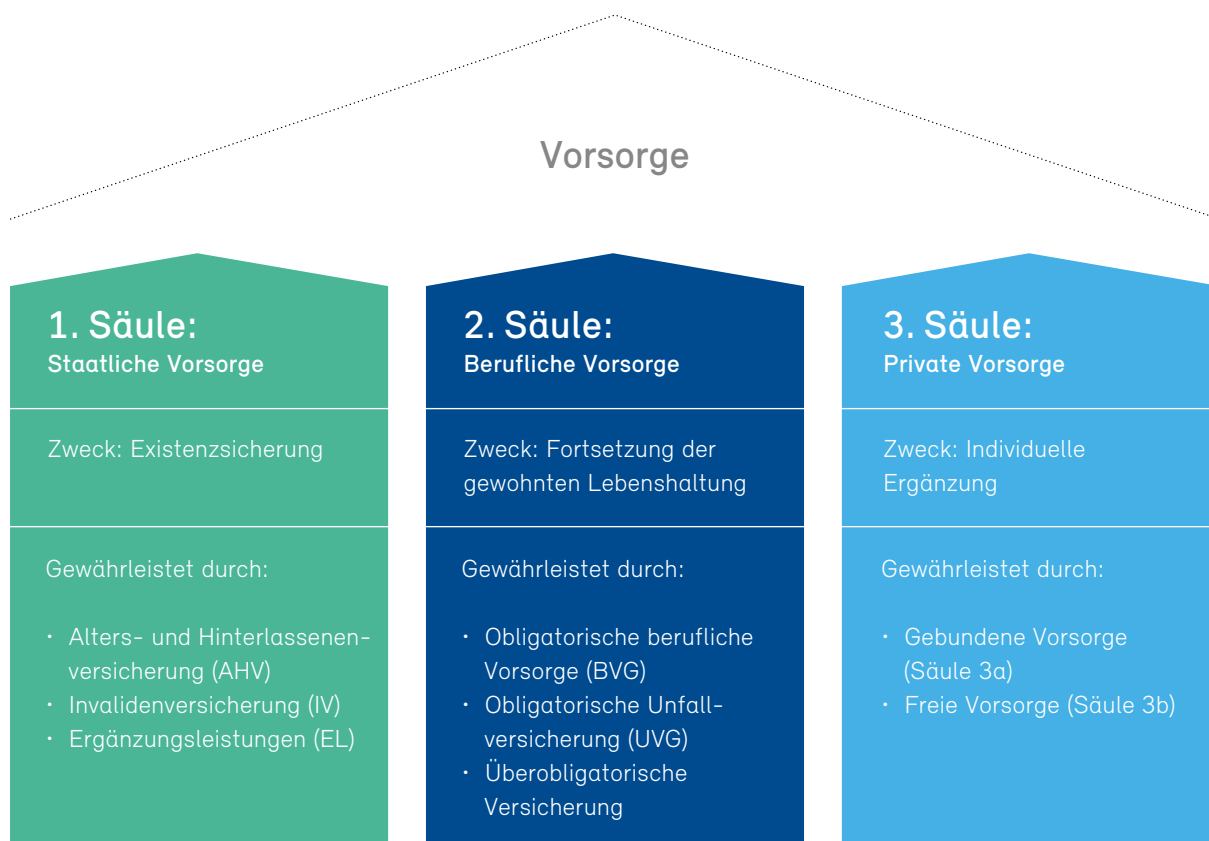 Vorsorge
1. Säule:
Staatliche Vorsorge
Zweck: Existenzsicherung
Gewährleistet durch:
· Alters- und Hinterlassenen-
versicherung (AHV)
· Invalidenversicherung (IV)
· Ergänzungsleistungen (EL)
2. Säule:
Berufliche Vorsorge
Zweck: Fortsetzung der
gewohnten Lebenshaltung
Gewährleistet durch:
· Obligatorische berufliche
Vorsorge (BVG)
· Obligatorische Unfall-
versicherung (UVG)
· Überobligatorische
Versicherung
3. Säule:
Private Vorsorge
Zweck: Individuelle
Ergänzung
Gewährleistet durch:
· Gebundene Vorsorge
(Säule 3a)
· Freie Vorsorge (Säule 3b)